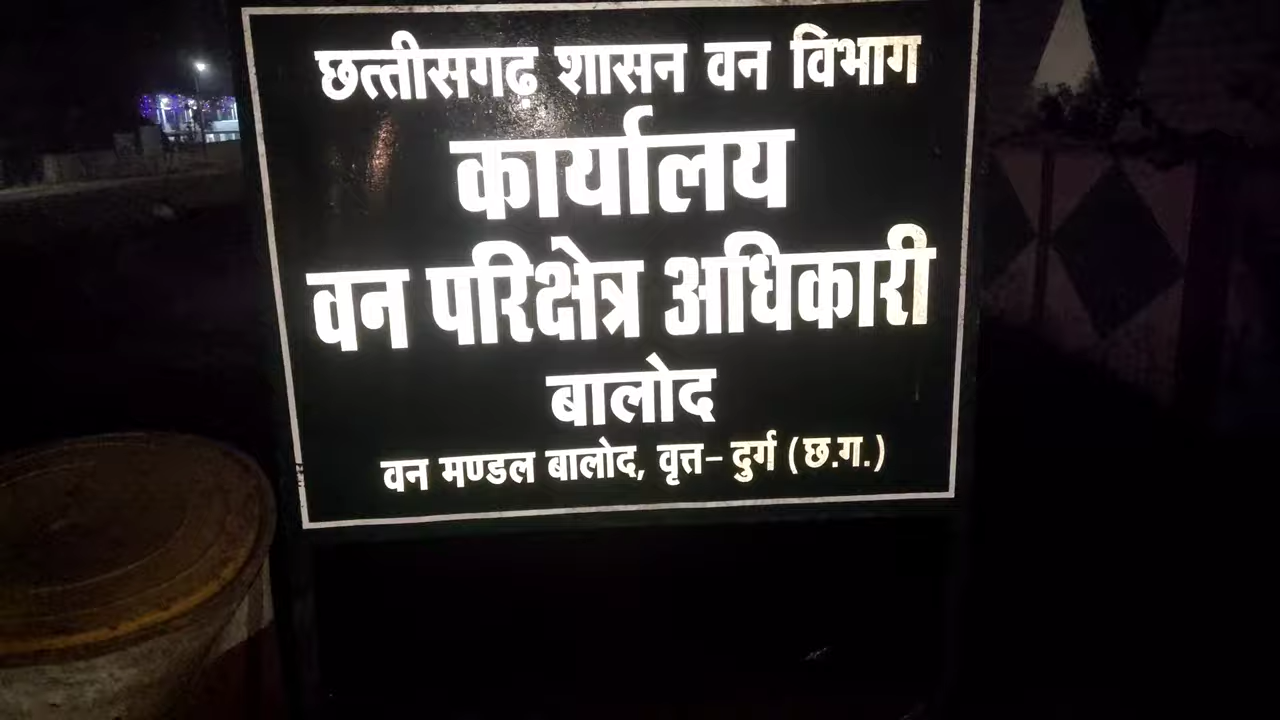 छत्तीसगढ़ शासन वन विभाग
कार्यालय
वन परिक्षेत्र अधिकारी
बालोद
वन मण्डल बालोद, वृत्त- दुर्ग (छ.ग.)